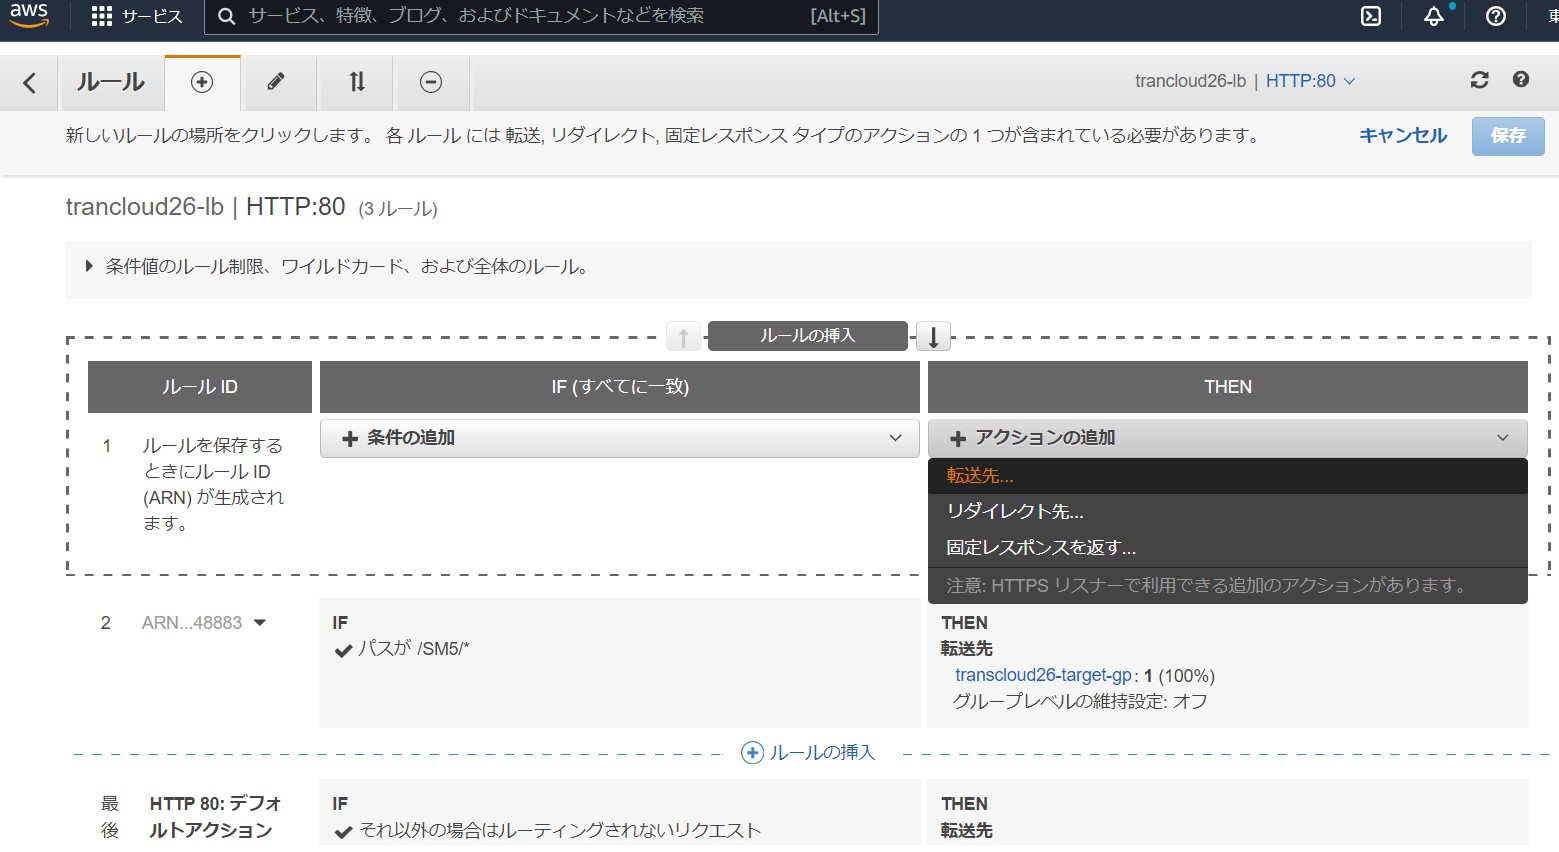 aws サービス サービス、特徴、ブログ、およびドキュメントなどを検索 [Alt+S]
ルール trancloud26-lb | HTTP:80
新しいルールの場所をクリックします。 各 ルール には 転送, リダイレクト, 固定レスポンス タイプのアクションの 1 つが含まれている必要があります。 キャンセル 保存
trancloud26-lb | HTTP:80 (3 ルール)
条件値のルール制限、ワイルドカード、および全体のルール。
ルールの挿入
ルール ID IF (すべてに一致) THEN
1 ルールを保存する
ときにルール ID
(ARN) が生成され
ます。
条件の追加
アクションの追加
転送先...
リダイレクト先...
固定レスポンスを返す...
注意: HTTPS リスナーで利用できる追加のアクションがあります。
2 ARN...48883
IF
パスが /SM5/*
THEN
転送先
transcloud26-target-gp: 1 (100%)
グループレベルの維持設定: オフ
ルールの挿入
最
後
HTTP 80: デフォ
ルトアクション
IF
それ以外の場合はルーティングされないリクエスト
THEN
転送先